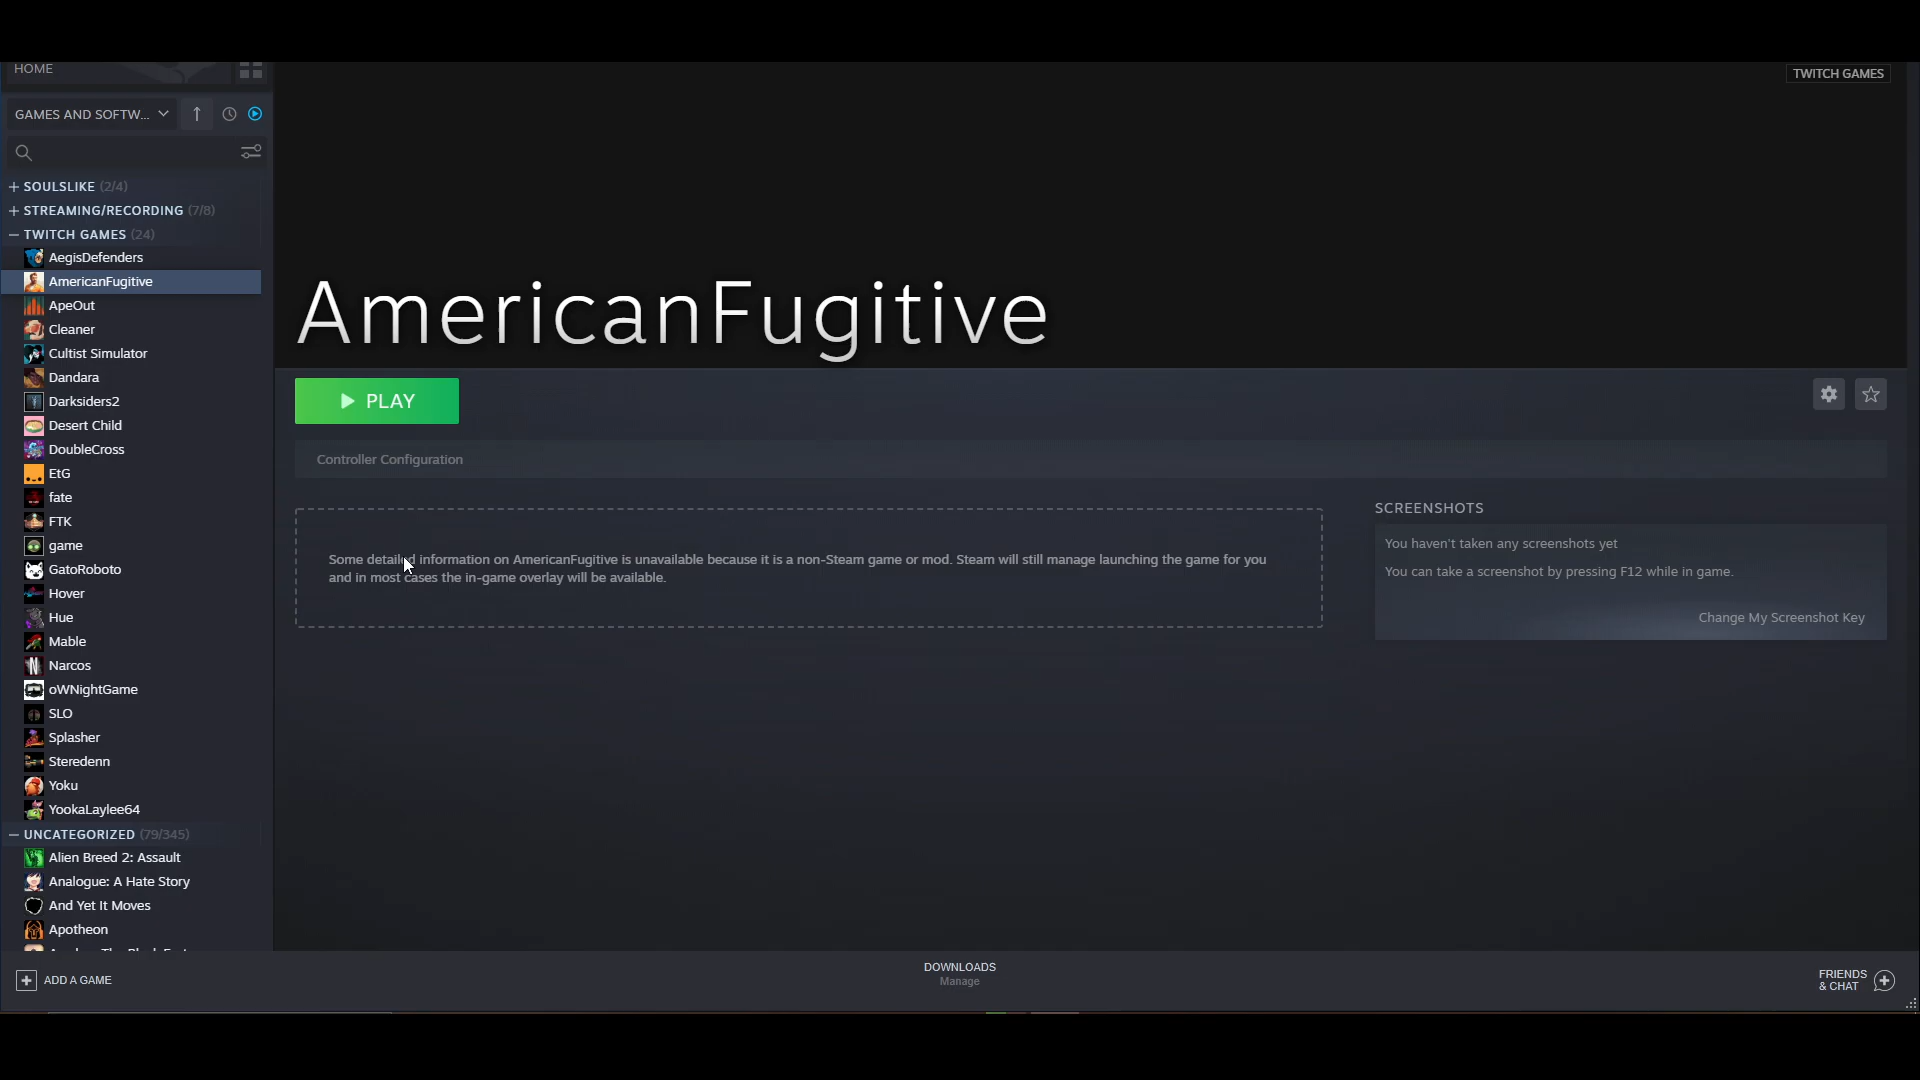 HOME
TWITCH GAMES
GAMES AND SOFTW...
SOULSLIKE (2/4)
STREAMING/RECORDING (7/8)
TWITCH GAMES (24)
AegisDefenders
AmericanFugitive
ApeOut
Cleaner
Cultist Simulator
Dandara
Darksiders2
Desert Child
DoubleCross
EtG
fate
FTK
game
GatoRoboto
Hover
Hue
Mable
Narcos
oWNightGame
SLO
Splasher
Steredenn
Yoku
YookaLaylee64
UNCATEGORIZED (79/345)
Alien Breed 2: Assault
Analogue: A Hate Story
And Yet It Moves
Apotheon
AmericanFugitive
PLAY
Controller Configuration
Some detailed information on AmericanFugitive is unavailable because it is a non-Steam game or mod. Steam will still manage launching the game for you
and in most cases the in-game overlay will be available.
SCREENSHOTS
You haven't taken any screenshots yet
You can take a screenshot by pressing F12 while in game.
Change My Screenshot Key
ADD A GAME
DOWNLOADS
Manage
FRIENDS
& CHAT